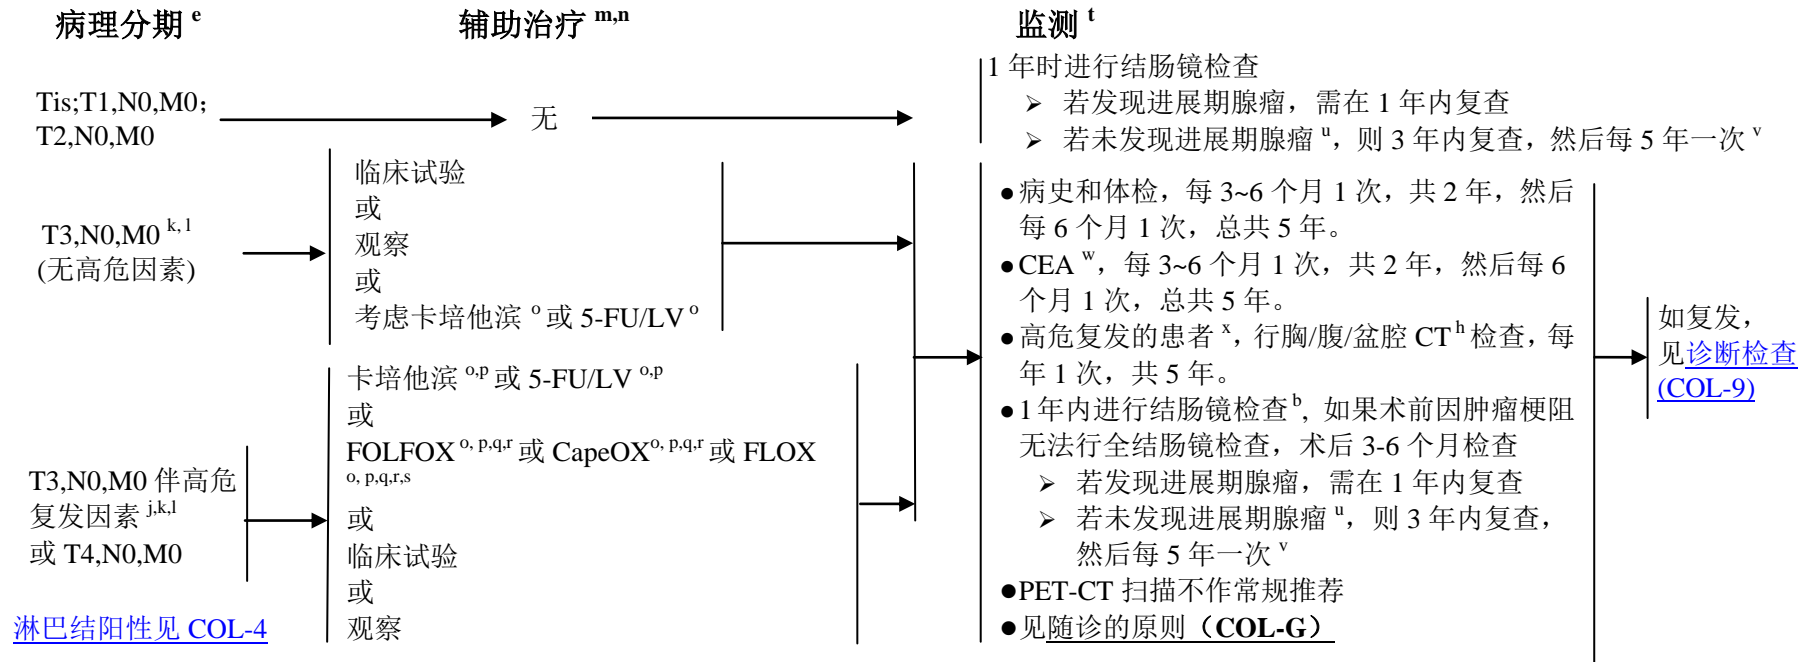 病理分期 e
辅助治疗 m,n
监测 t
Tis;T1,N0,M0;
T2,N0,M0
无
1 年时进行结肠镜检查
➢ 若发现进展期腺瘤，需在 1 年内复查
➢ 若未发现进展期腺瘤 u，则 3 年内复查，然后每 5 年一次 v
T3,N0,M0 k, l
(无高危因素)
临床试验
或
观察
或
考虑卡培他滨 o 或 5-FU/LV o
T3,N0,M0 伴高危
复发因素 j,k,l
或 T4,N0,M0
淋巴结阳性见 COL-4
卡培他滨 o,p 或 5-FU/LV o,p
或
FOLFOX o, p,q,r 或 CapeOX o, p,q,r 或 FLOX
o, p,q,r,s
或
临床试验
或
观察
●病史和体检，每 3~6 个月 1 次，共 2 年，然后
每 6 个月 1 次，总共 5 年。
●CEA w，每 3~6 个月 1 次，共 2 年，然后每 6
个月 1 次，总共 5 年。
●高危复发的患者 x，行胸/腹/盆腔 CT h 检查，每
年 1 次，共 5 年。
●1 年内进行结肠镜检查 b, 如果术前因肿瘤梗阻
无法行全结肠镜检查，术后 3-6 个月检查
➢ 若发现进展期腺瘤，需在 1 年内复查
➢ 若未发现进展期腺瘤 u，则 3 年内复查，
然后每 5 年一次 v
●PET-CT 扫描不作常规推荐
●见随诊的原则（COL-G）
如复发，
见诊断检查
(COL-9)